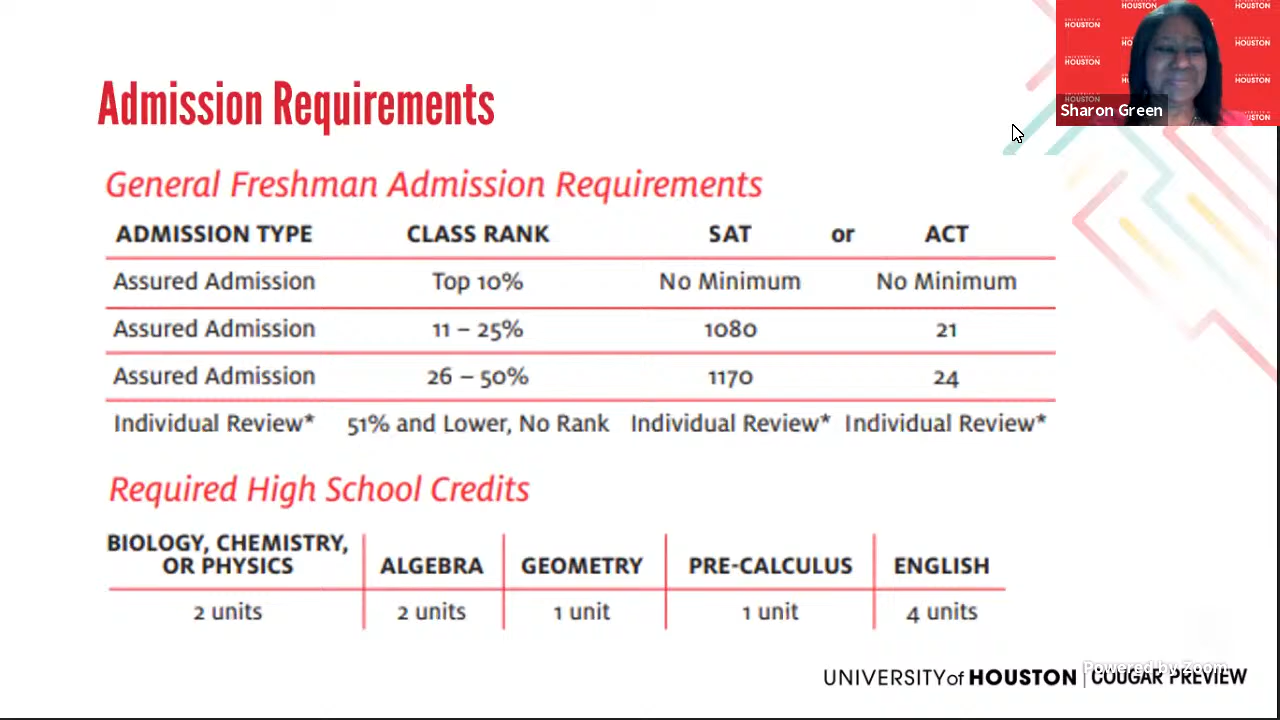 Admission Requirements
General Freshman Admission Requirements
ADMISSION TYPE CLASS RANK SAT or ACT
Assured Admission Top 10% No Minimum No Minimum
Assured Admission 11 – 25% 1080 21
Assured Admission 26 – 50% 1170 24
Individual Review* 51% and Lower, No Rank Individual Review* Individual Review*
Required High School Credits
BIOLOGY, CHEMISTRY, OR PHYSICS ALGEBRA GEOMETRY PRE-CALCULUS ENGLISH
2 units 2 units 1 unit 1 unit 4 units
UNIVERSITY of HOUSTON | COUGAR PREVIEW
Powered by Zoom
Sharon Green
UNIVERSITY of HOUSTON